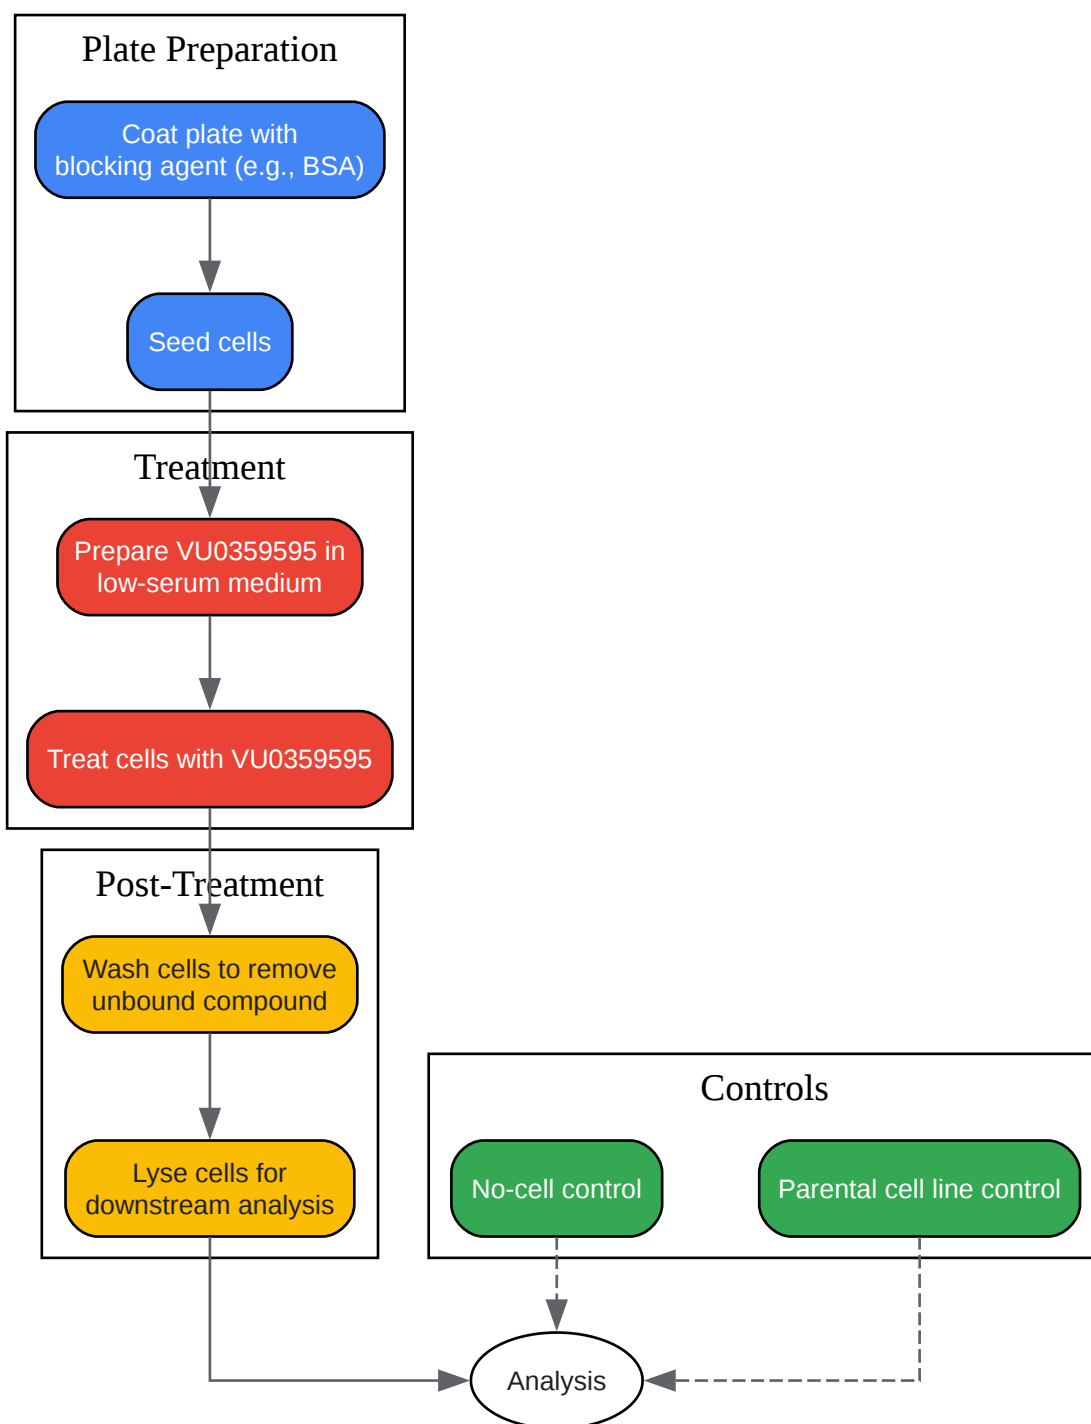 Plate Preparation
Coat plate with
blocking agent (e.g., BSA)
Seed cells
Treatment
Prepare VU0359595 in
low-serum medium
Treat cells with VU0359595
Post-Treatment
Wash cells to remove
unbound compound
Lyse cells for
downstream analysis
Controls
No-cell control
Parental cell line control
Analysis